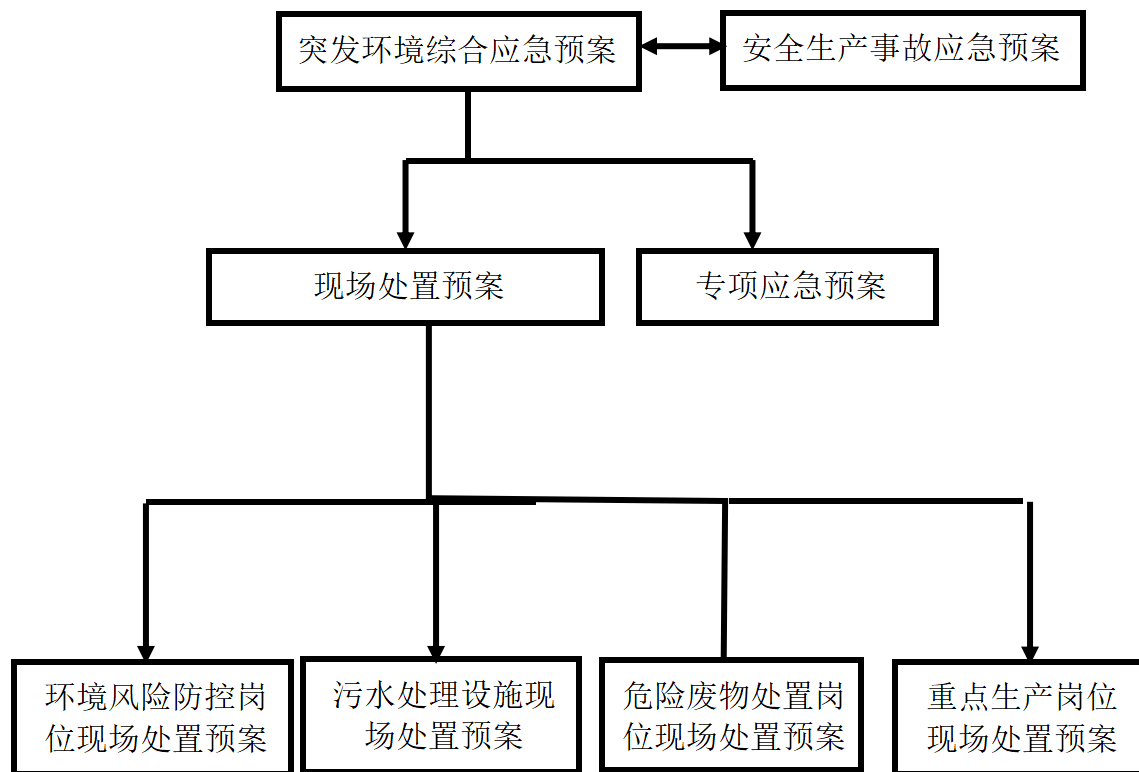 突发环境综合应急预案
安全生产事故应急预案
现场处置预案
专项应急预案
环境风险防控岗
位现场处置预案
污水处理设施现
场处置预案
危险废物处置岗
位现场处置预案
重点生产岗位
现场处置预案